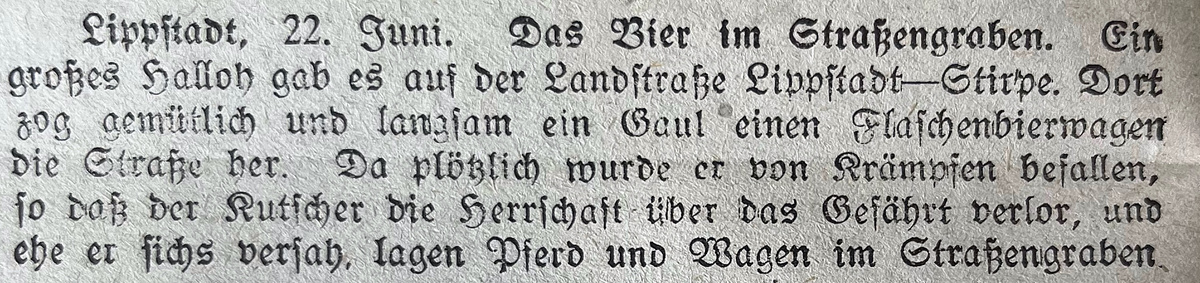 Lippstadt, 22. Juni. Das Bier im Straßengraben. Ein
großes Halloh gab es auf der Landstraße Lippstadt—Stirpe. Dort
zog gemütlich und langsam ein Gaul einen Flaschenbierwagen
die Straße her. Da plötzlich wurde er von Krämpfen befallen,
so daß der Kutscher die Herrschaft über das Gefährt verlor, und
ehe er sichs versah, lagen Pferd und Wagen im Straßengraben.